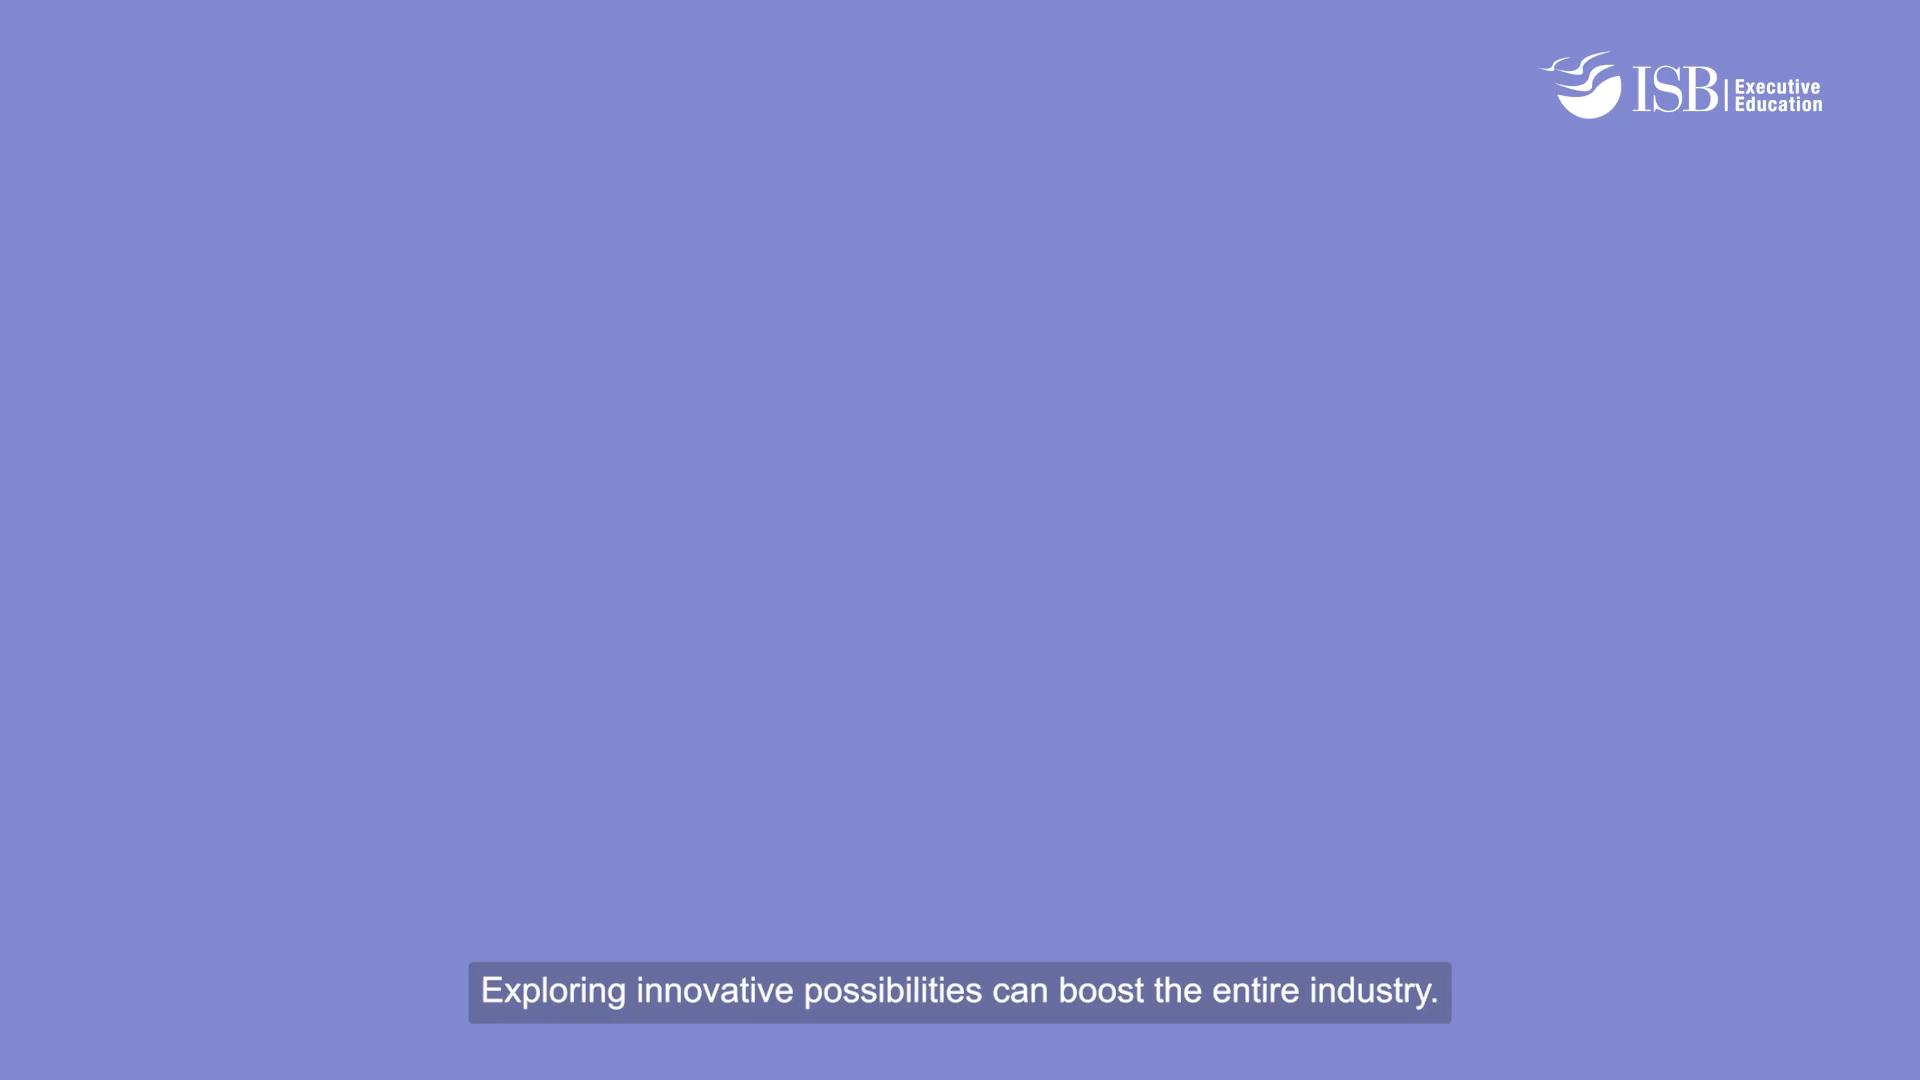 ISB
Executive
Education
Exploring innovative possibilities can boost the entire industry.